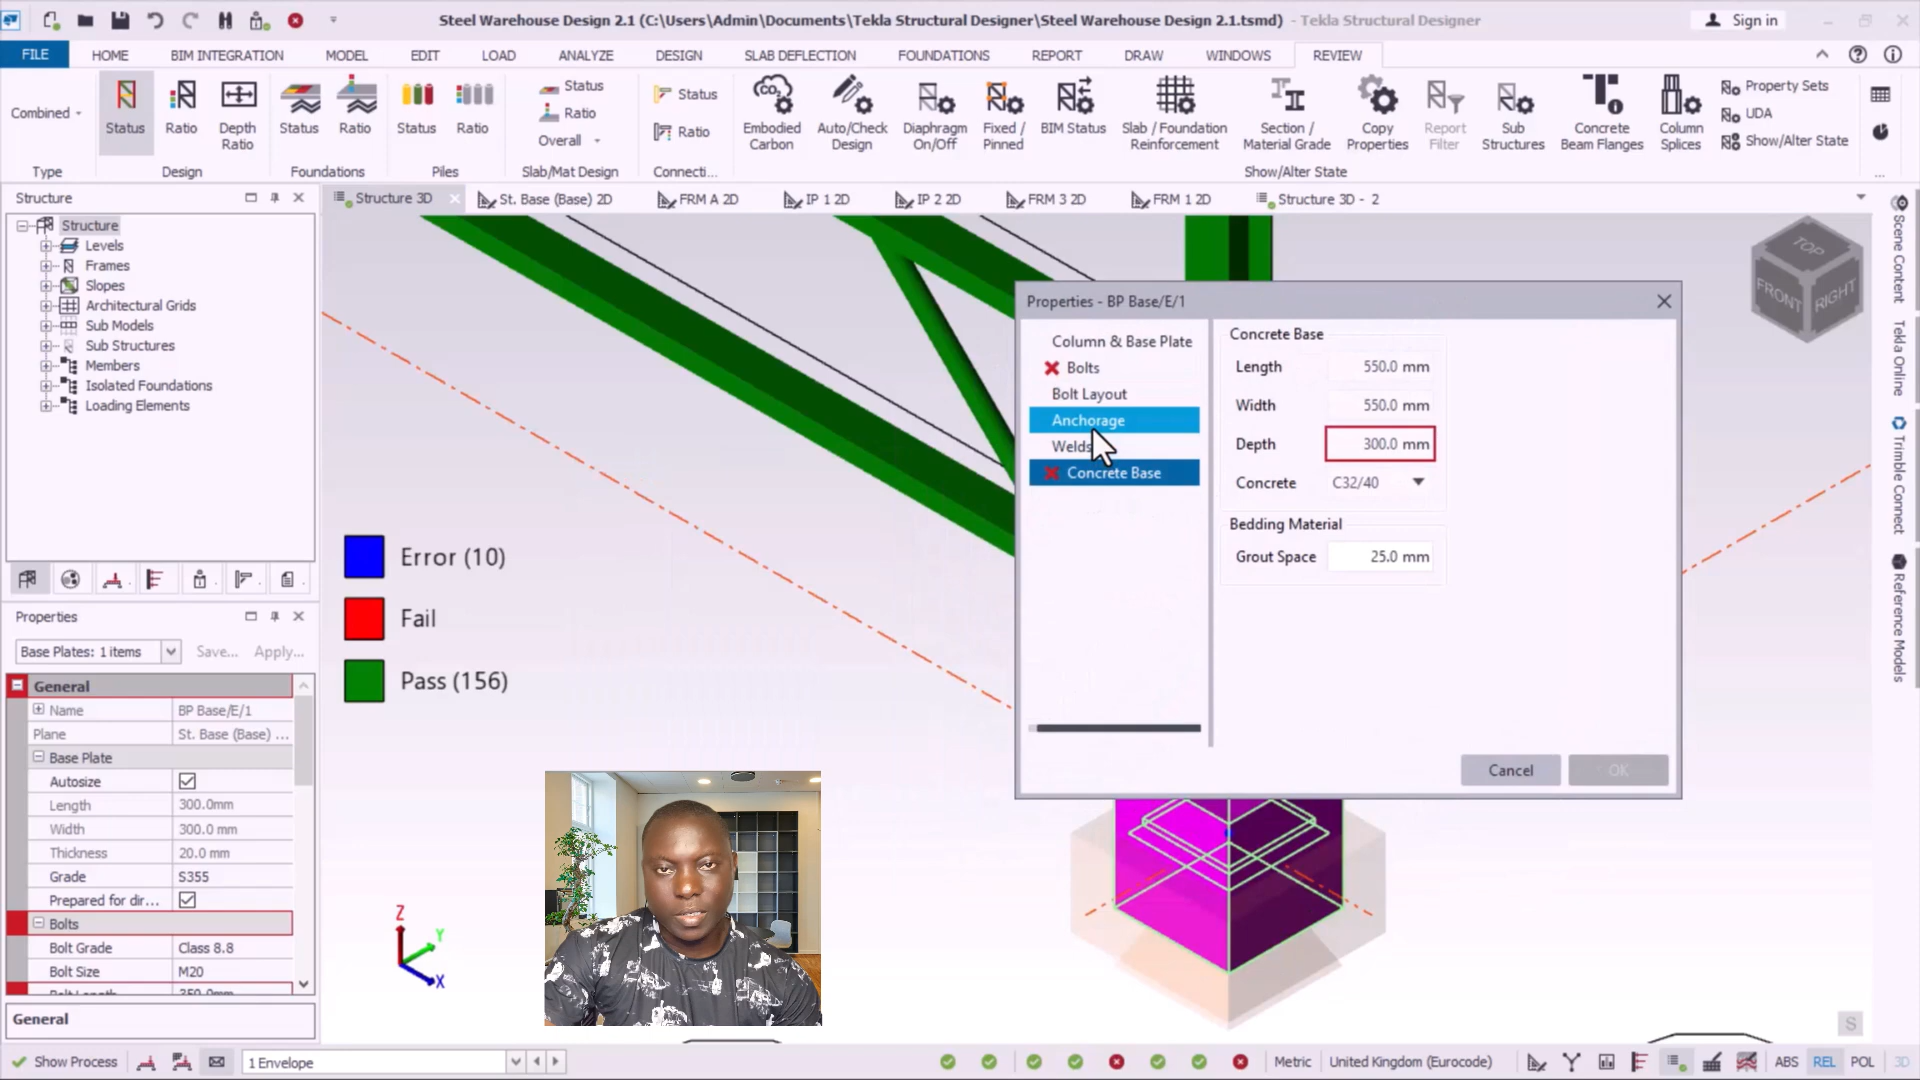 Steel Warehouse Design 2.1 (C:\Users\Admin\Documents\Tekla Structural Designer\Steel Warehouse Design 2.1.tsmd) - Tekla Structural Designer
Sign in
FILE HOME BIM INTEGRATION MODEL EDIT LOAD ANALYZE DESIGN SLAB DEFLECTION FOUNDATIONS REPORT DRAW WINDOWS REVIEW
Combined
Type
Status Ratio Depth Ratio
Design
Status Ratio
Foundations
Status Ratio
Piles
Status
Ratio
Overall
Slab/Mat Design
Status
Ratio
Connecti...
Embodied Carbon
Auto/Check Design
Diaphragm On/Off
Fixed / Pinned
BIM Status
Slab / Foundation Reinforcement
Section / Material Grade
Copy Properties
Report Filter
Sub Structures
Concrete Beam Flanges
Column Splices
Property Sets
UDA
Show/Alter State
Show/Alter State
...
Structure
Structure 3D St. Base (Base) 2D FRM A 2D IP 1 2D IP 2 2D FRM 3 2D FRM 1 2D Structure 3D - 2
Structure
Levels
Frames
Slopes
Architectural Grids
Sub Models
Sub Structures
Members
Isolated Foundations
Loading Elements
Properties
Base Plates: 1 items Save... Apply...
General
Name BP Base/E/1
Plane St. Base (Base) ...
Base Plate
Autosize
Length 300.0mm
Width 300.0 mm
Thickness 20.0 mm
Grade S355
Prepared for dir...
Bolts
Bolt Grade Class 8.8
Bolt Size M20
Bolt Length 350.0mm
General
Error (10)
Fail
Pass (156)
Z
Y
X
TOP
FRONT
RIGHT
Properties - BP Base/E/1
Column & Base Plate
Bolts
Bolt Layout
Anchorage
Welds
Concrete Base
Concrete Base
Length 550.0 mm
Width 550.0 mm
Depth 300.0 mm
Concrete C32/40
Bedding Material
Grout Space 25.0 mm
Cancel OK
Scene Content
Tekla Online
Trimble Connect
Reference Models
S
Show Process 1 Envelope Metric United Kingdom (Eurocode) ABS REL POL 3D